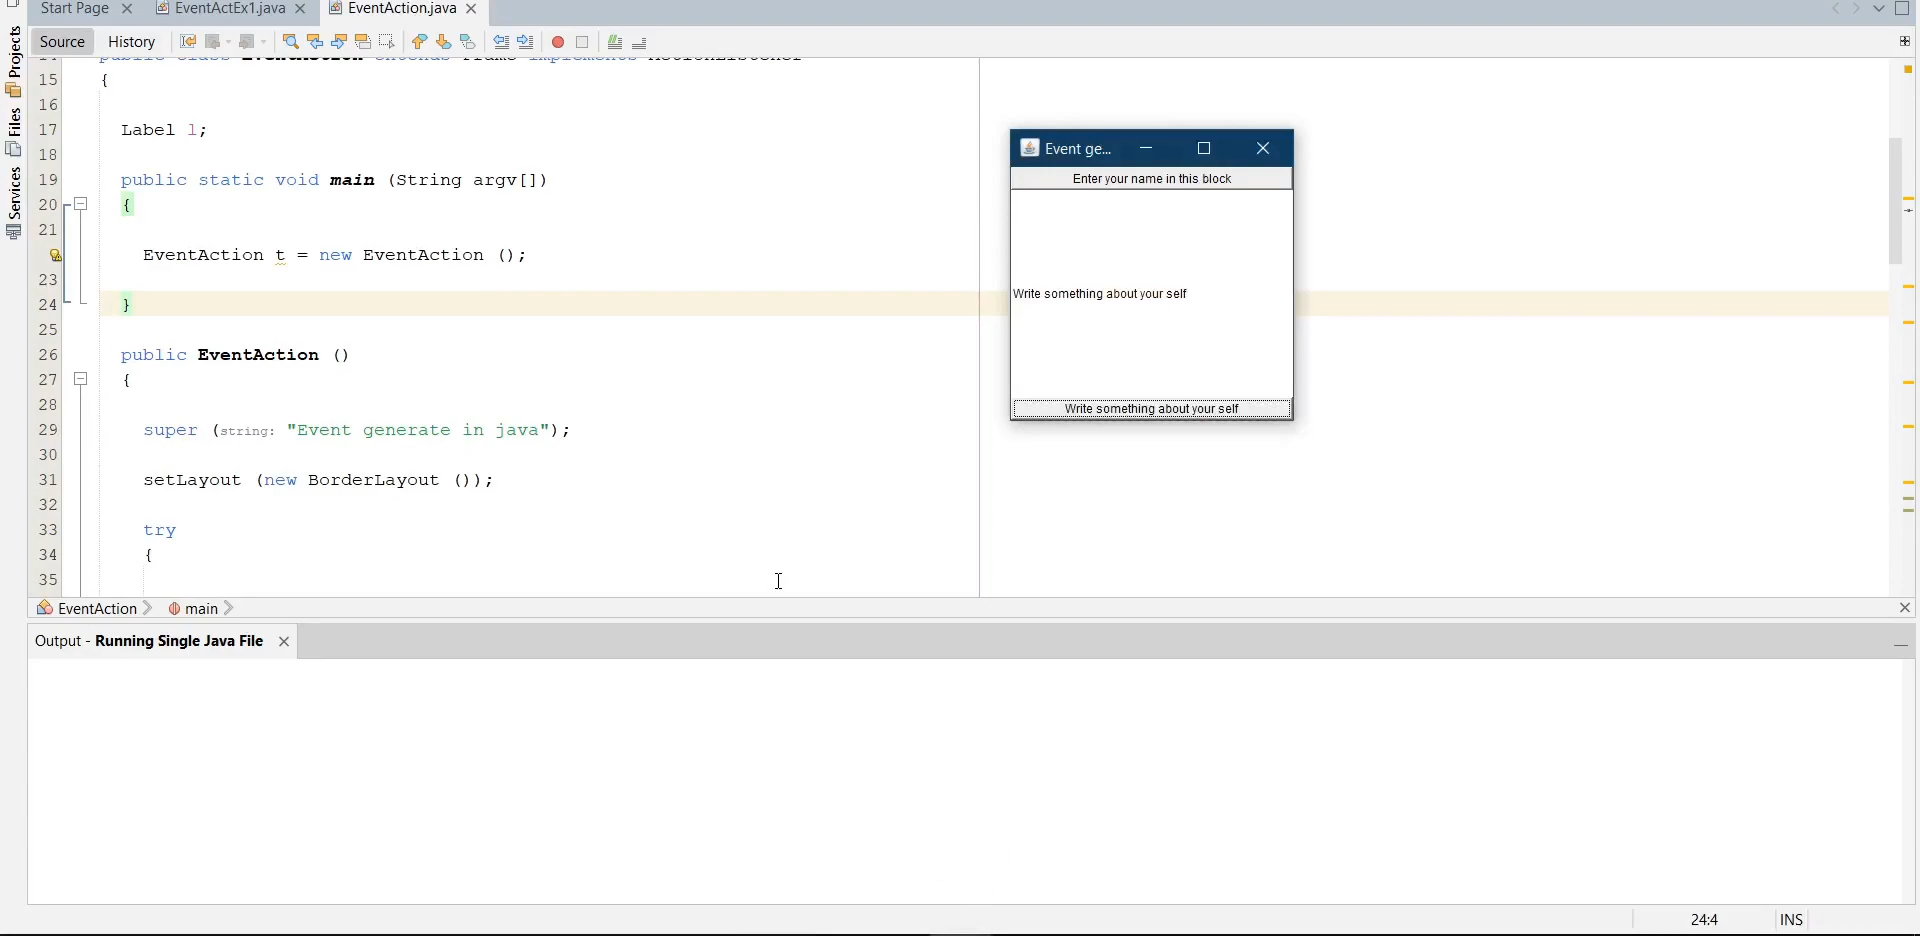 Start Page
EventActEx1.java
EventAction.java
Source
History
Projects
Files
Services
14 public class EventAction extends Frame implements ActionListener
15 {
16
17 Label l;
18
19 public static void main (String argv[])
20 {
21
EventAction t = new EventAction ();
23
24 }
25
26 public EventAction ()
27 {
28
29 super (string: "Event generate in java");
30
31 setLayout (new BorderLayout ());
32
33 try
34 {
35
Event ge...
Enter your name in this block
Write something about your self
Write something about your self
EventAction
main
Output - Running Single Java File
24:4
INS